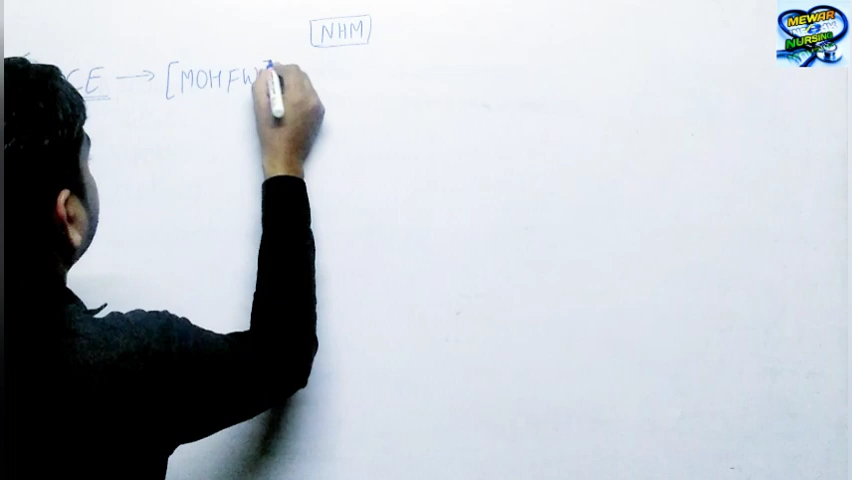 NHM
CE → [MOHFW]
MEWAR
NURSING